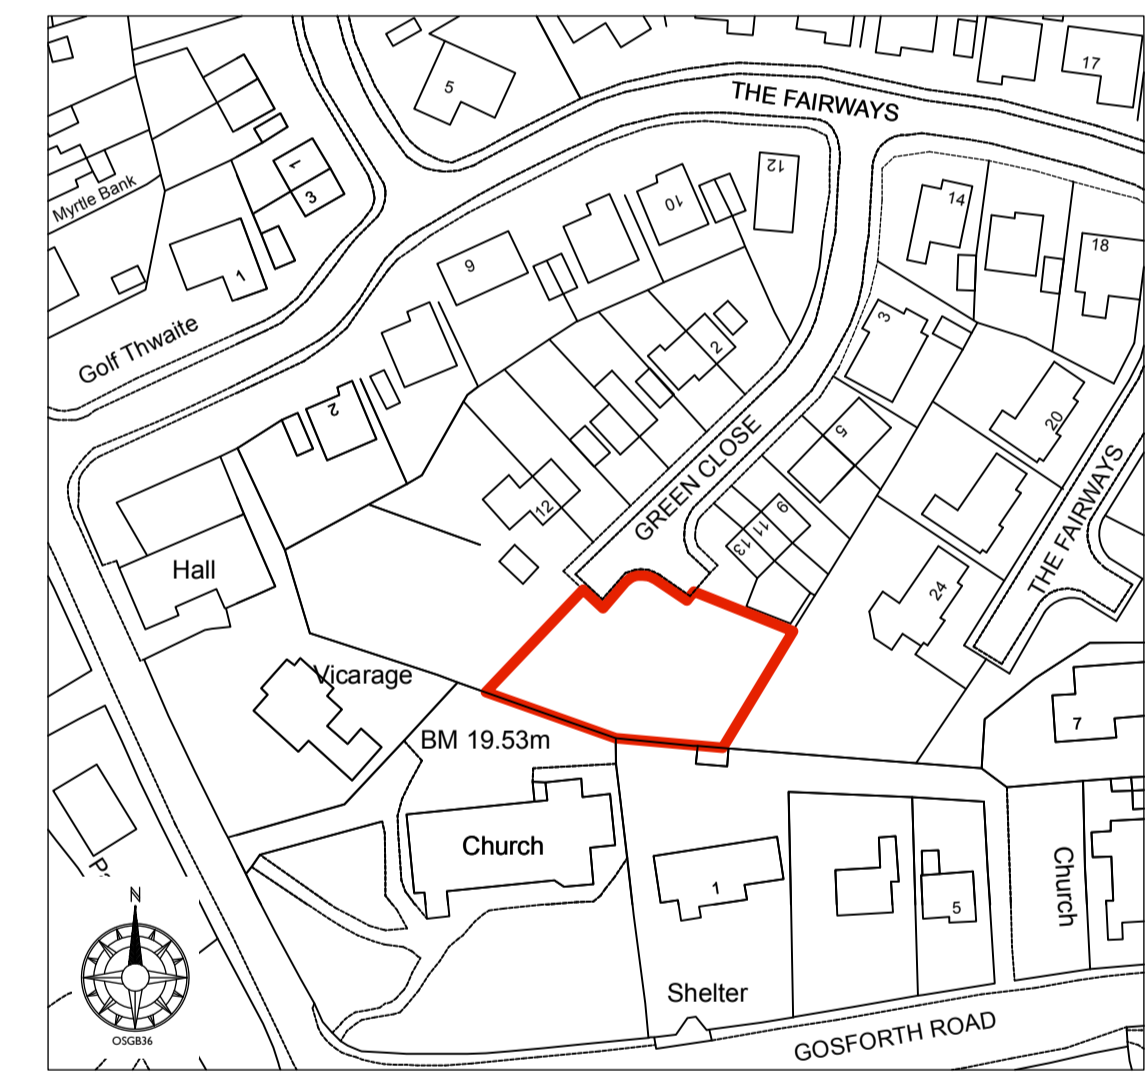 17
5
THE FAIRWAYS
1
3
12
Myrtle Bank
10
14
9
18
1
3
Golf Thwaite
2
2
20
5
GREEN CLOSE
12
9
11
13
THE FAIRWAYS
Hall
24
Vicarage
7
BM 19.53m
Church
1
5
Church
N
Shelter
GOSFORTH ROAD
OSGB36